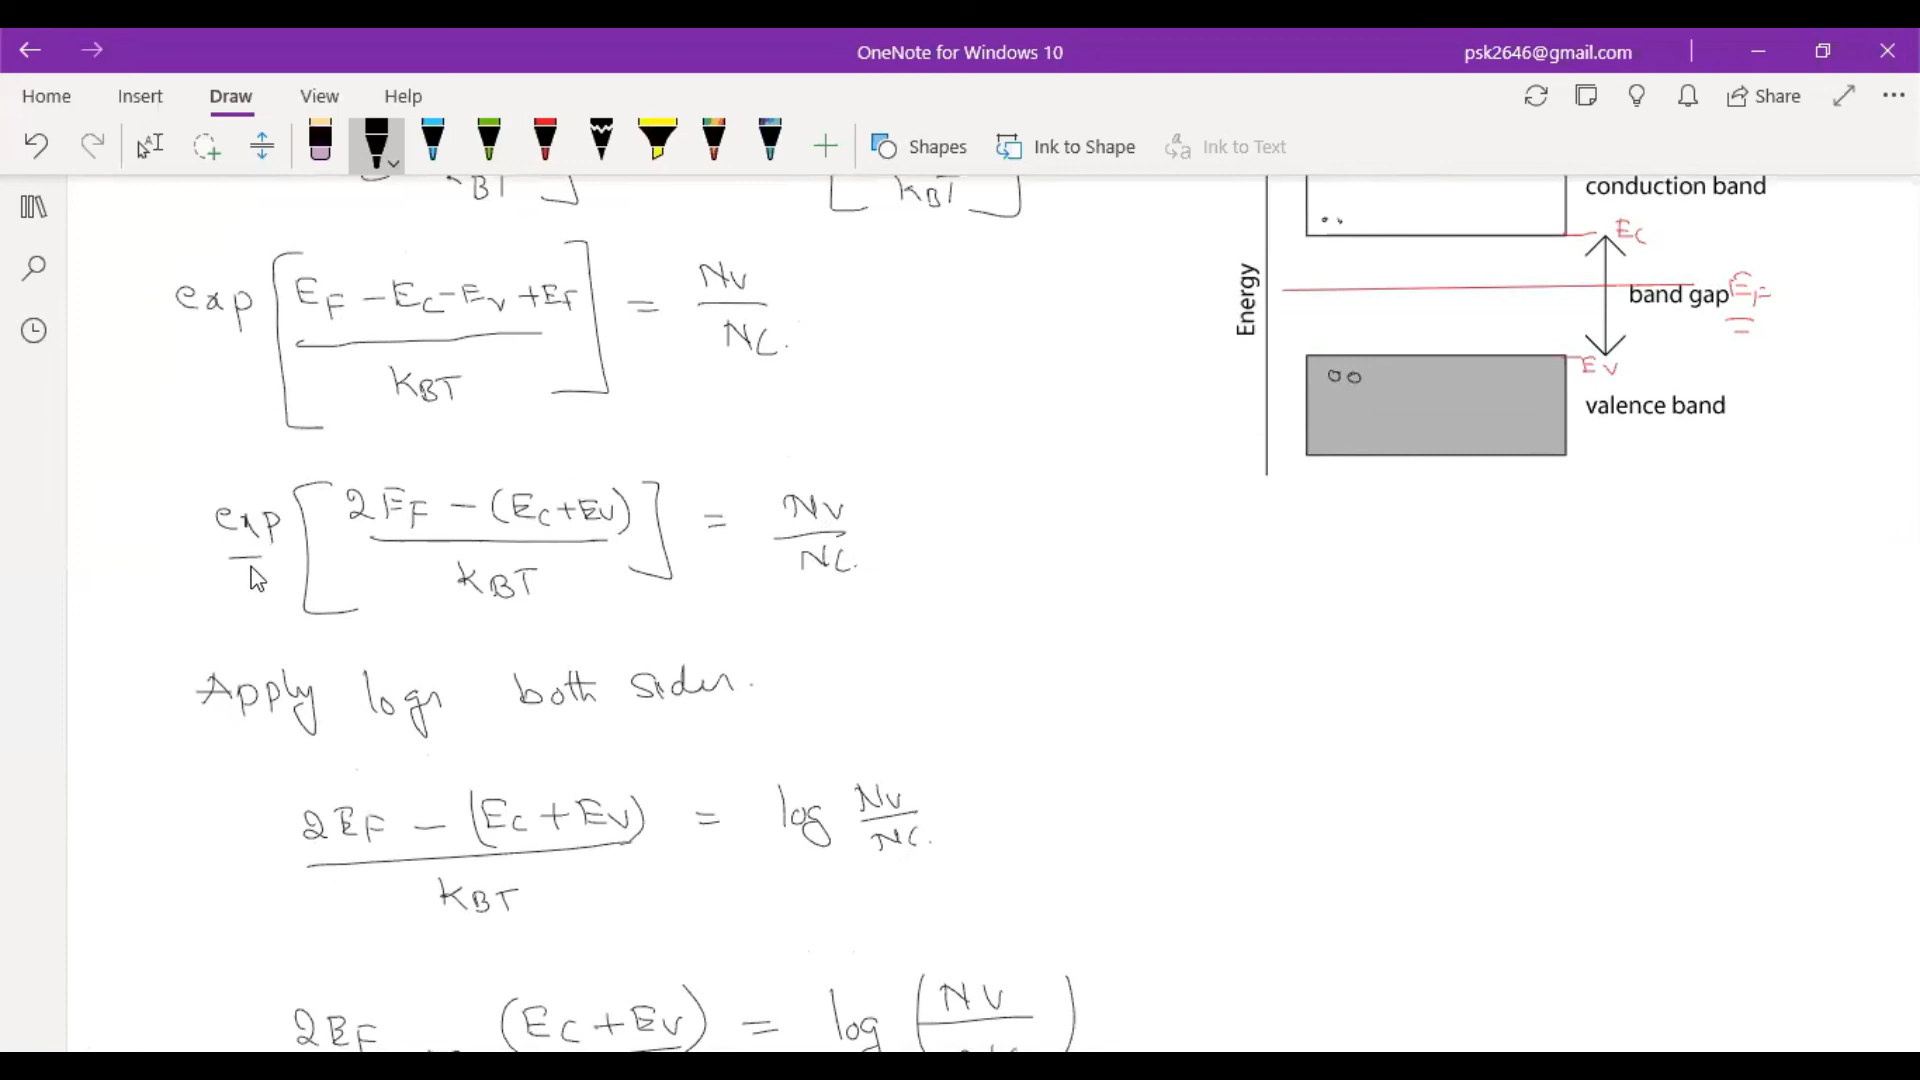 OneNote for Windows 10
psk2646@gmail.com
Home Insert Draw View Help
Share
Shapes Ink to Shape Ink to Text
KBT KBT
conduction band
EC
exp [EF - EC - EV + EF / KBT] = NV / NC.
Energy
band gap EF
EV
valence band
exp [2EF - (EC+EV) / KBT] = NV / NC.
Apply logs both sides.
2EF - (EC + EV) / KBT = log NV / NC.
2EF (EC + EV) = log (NV